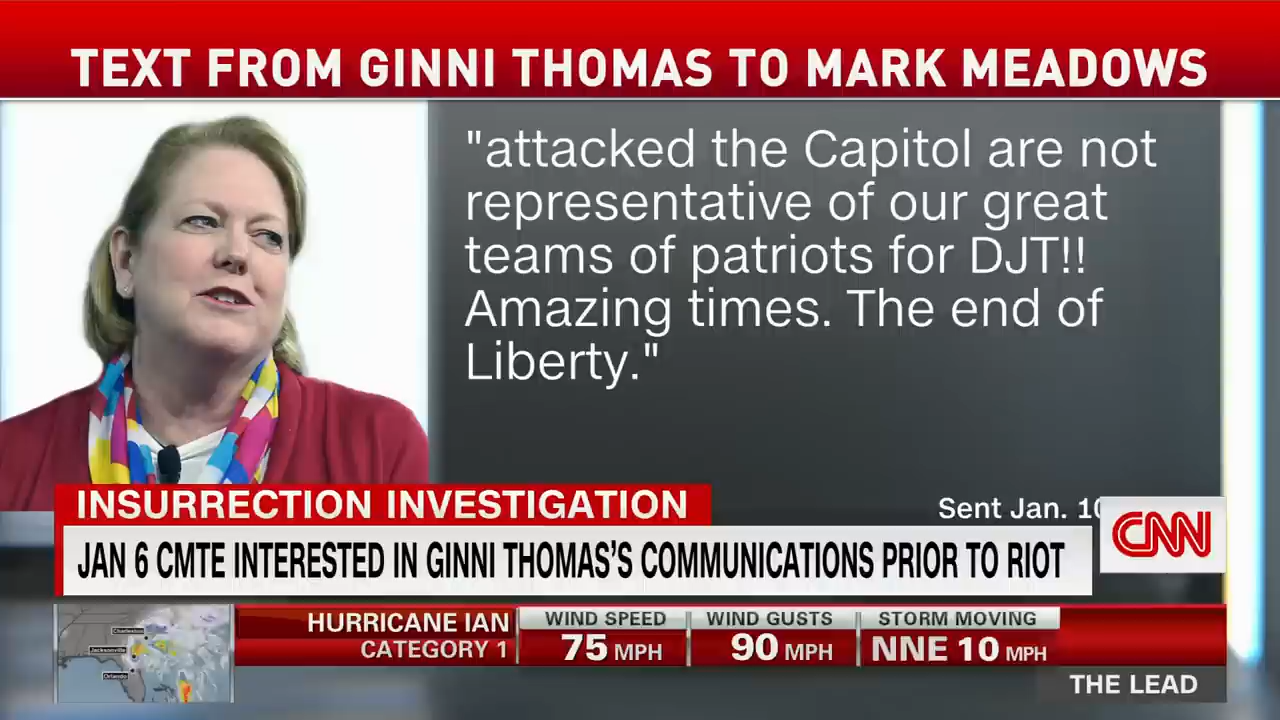 TEXT FROM GINNI THOMAS TO MARK MEADOWS
"attacked the Capitol are not
representative of our great
teams of patriots for DJT!!
Amazing times. The end of
Liberty."
INSURRECTION INVESTIGATION
Sent Jan. 10
CNN
JAN 6 CMTE INTERESTED IN GINNI THOMAS'S COMMUNICATIONS PRIOR TO RIOT
Charleston
Jacksonville
Orlando
HURRICANE IAN
CATEGORY 1
WIND SPEED
75 MPH
WIND GUSTS
90 MPH
STORM MOVING
NNE 10 MPH
THE LEAD